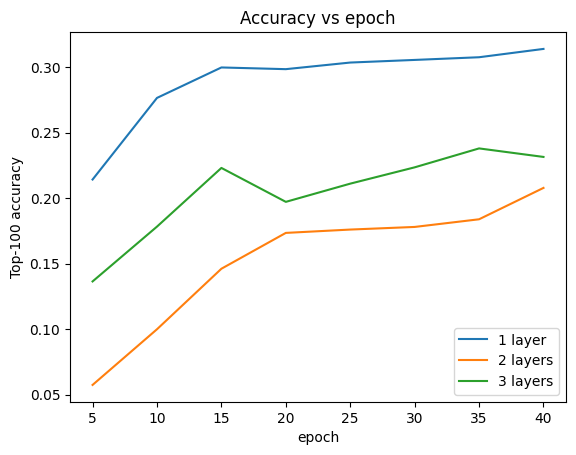 Accuracy vs epoch
Top-100 accuracy
0.30
0.25
0.20
0.15
0.10
0.05
5 10 15 20 25 30 35 40
epoch
1 layer
2 layers
3 layers